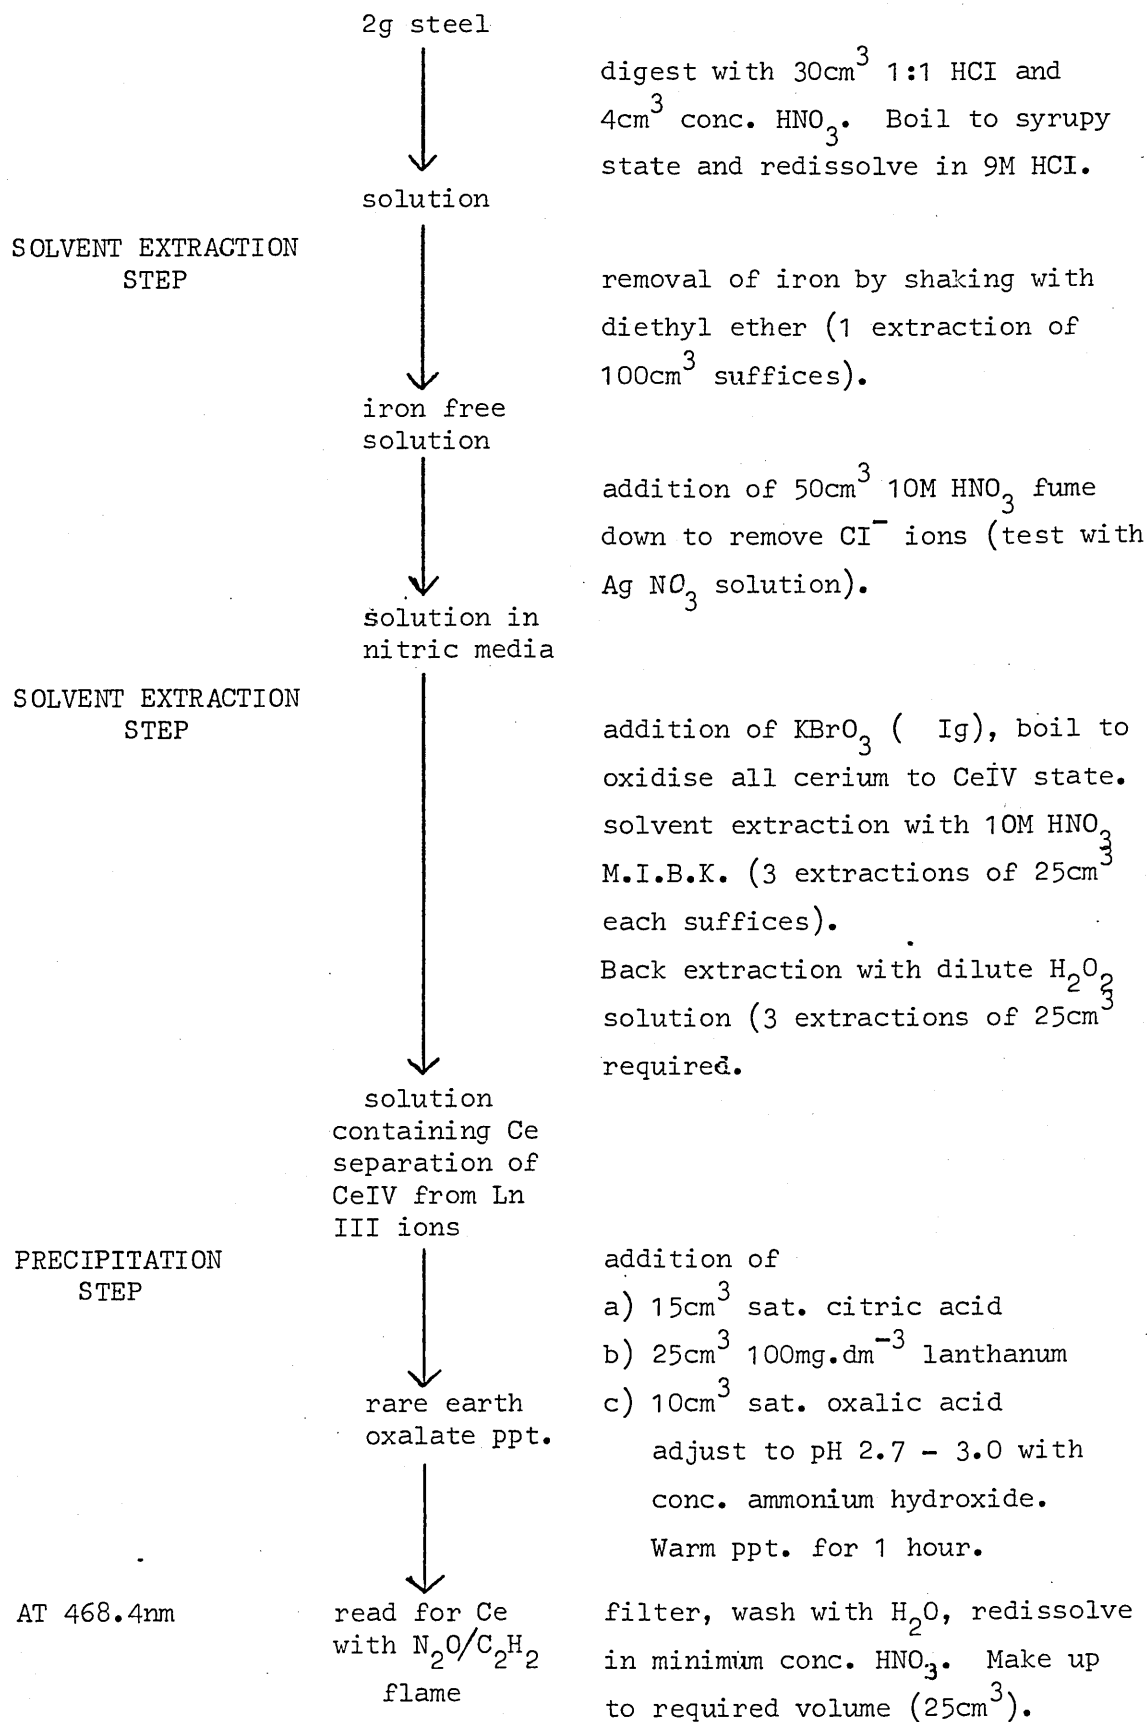 2g steel
digest with 30cm³ 1:1 HCI and
4cm³ conc. HNO₃. Boil to syrupy
state and redissolve in 9M HCI.
solution
SOLVENT EXTRACTION
STEP
removal of iron by shaking with
diethyl ether (1 extraction of
100cm³ suffices).
iron free
solution
addition of 50cm³ 10M HNO₃ fume
down to remove CI⁻ ions (test with
Ag NO₃ solution).
solution in
nitric media
SOLVENT EXTRACTION
STEP
addition of KBrO₃ ( Ig), boil to
oxidise all cerium to CeIV state.
solvent extraction with 10M HNO₃
M.I.B.K. (3 extractions of 25cm³
each suffices).
Back extraction with dilute H₂O₂
solution (3 extractions of 25cm³
required.
solution
containing Ce
separation of
CeIV from Ln
III ions
PRECIPITATION
STEP
addition of
a) 15cm³ sat. citric acid
b) 25cm³ 100mg.dm⁻³ lanthanum
c) 10cm³ sat. oxalic acid
adjust to pH 2.7 - 3.0 with
conc. ammonium hydroxide.
Warm ppt. for 1 hour.
rare earth
oxalate ppt.
AT 468.4nm
read for Ce
with N₂O/C₂H₂
flame
filter, wash with H₂O, redissolve
in minimum conc. HNO₃. Make up
to required volume (25cm³).